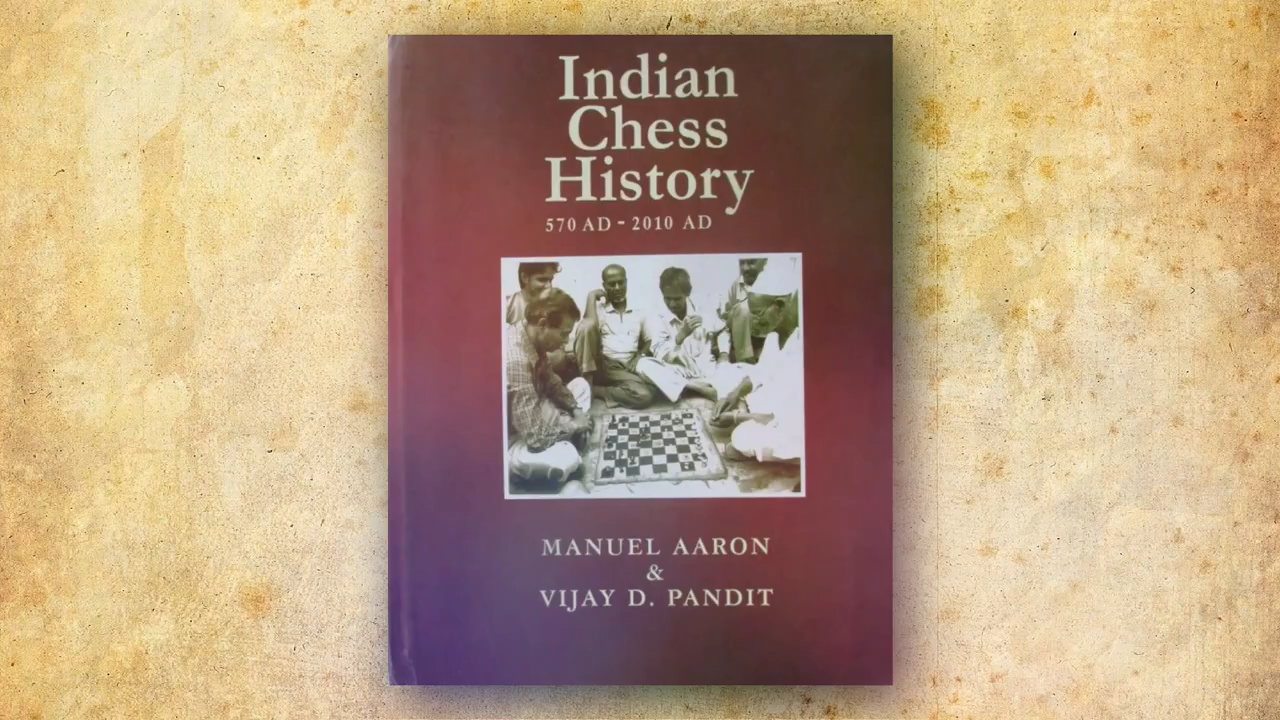 Indian
Chess
History
570 AD - 2010 AD
MANUEL AARON
&
VIJAY D. PANDIT